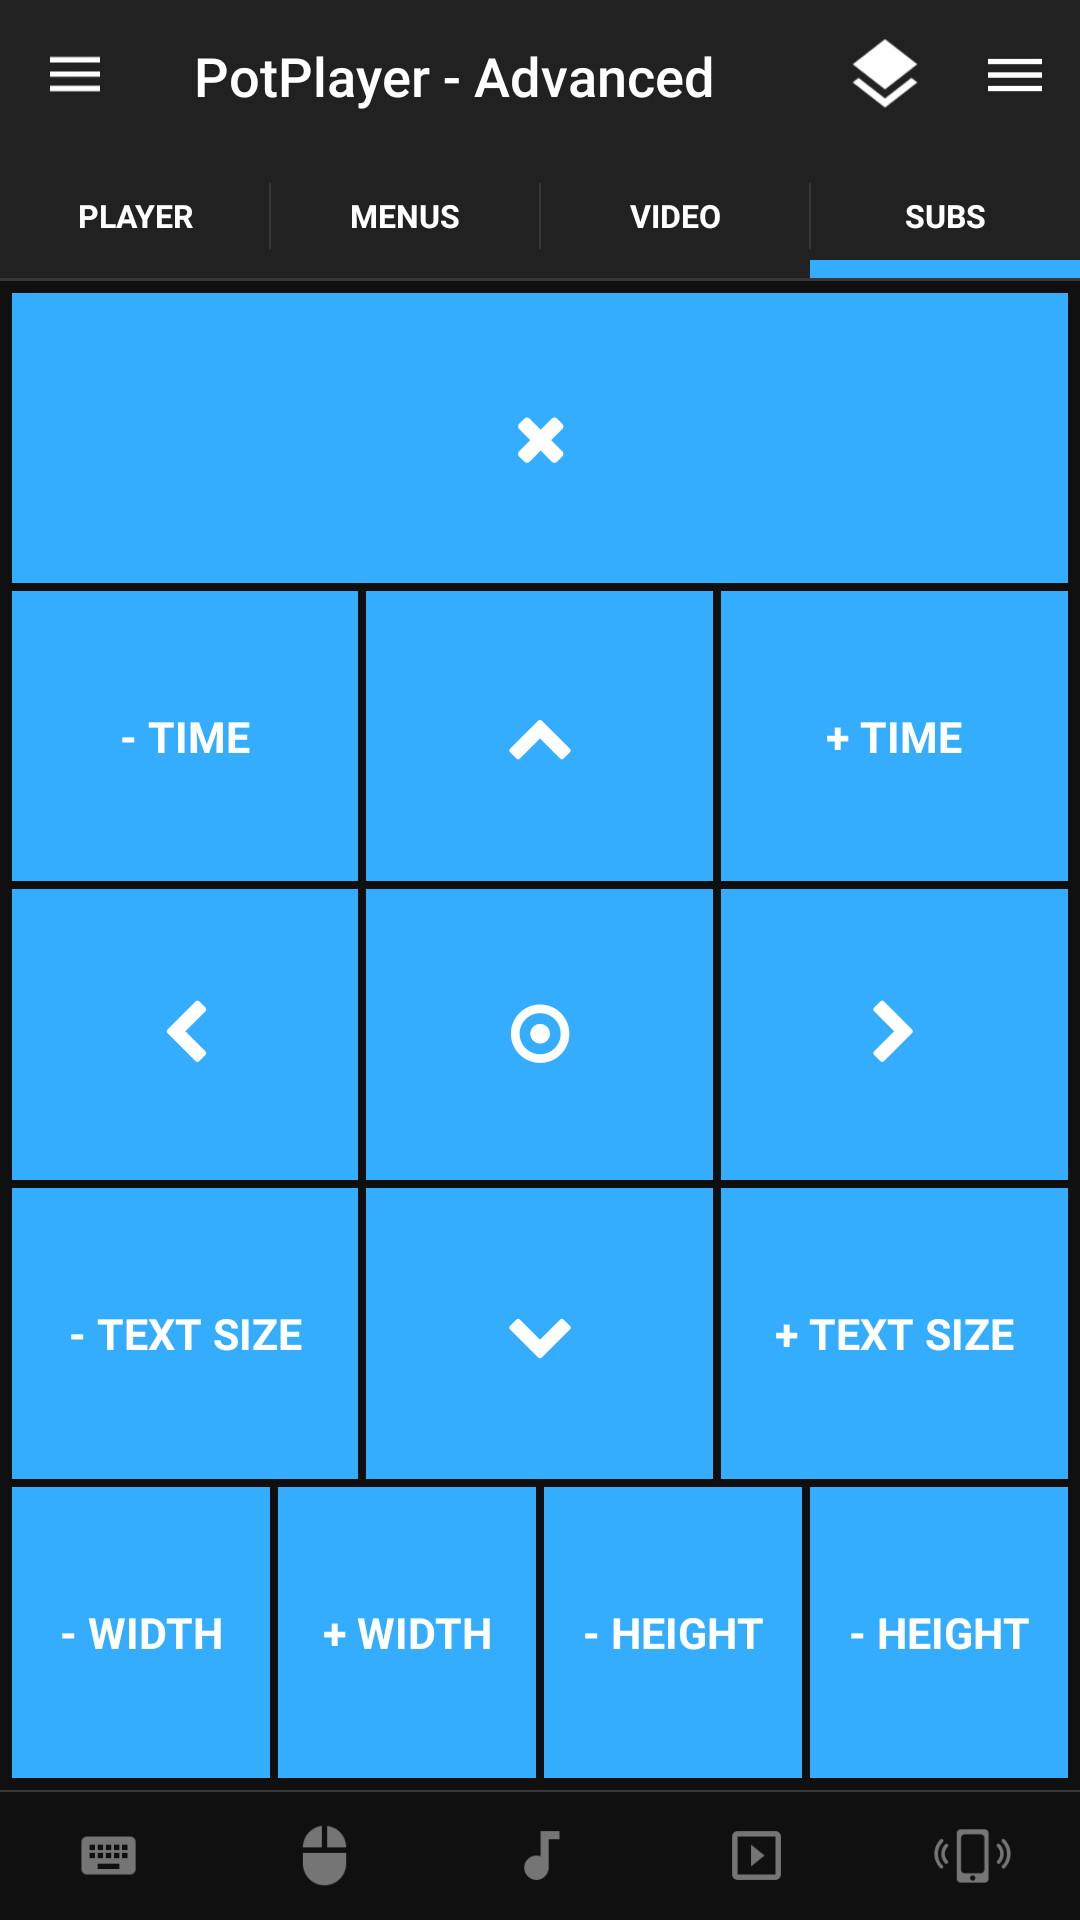 PotPlayer - Advanced
PLAYER MENUS VIDEO SUBS
- TIME + TIME
- TEXT SIZE + TEXT SIZE
- WIDTH + WIDTH - HEIGHT - HEIGHT